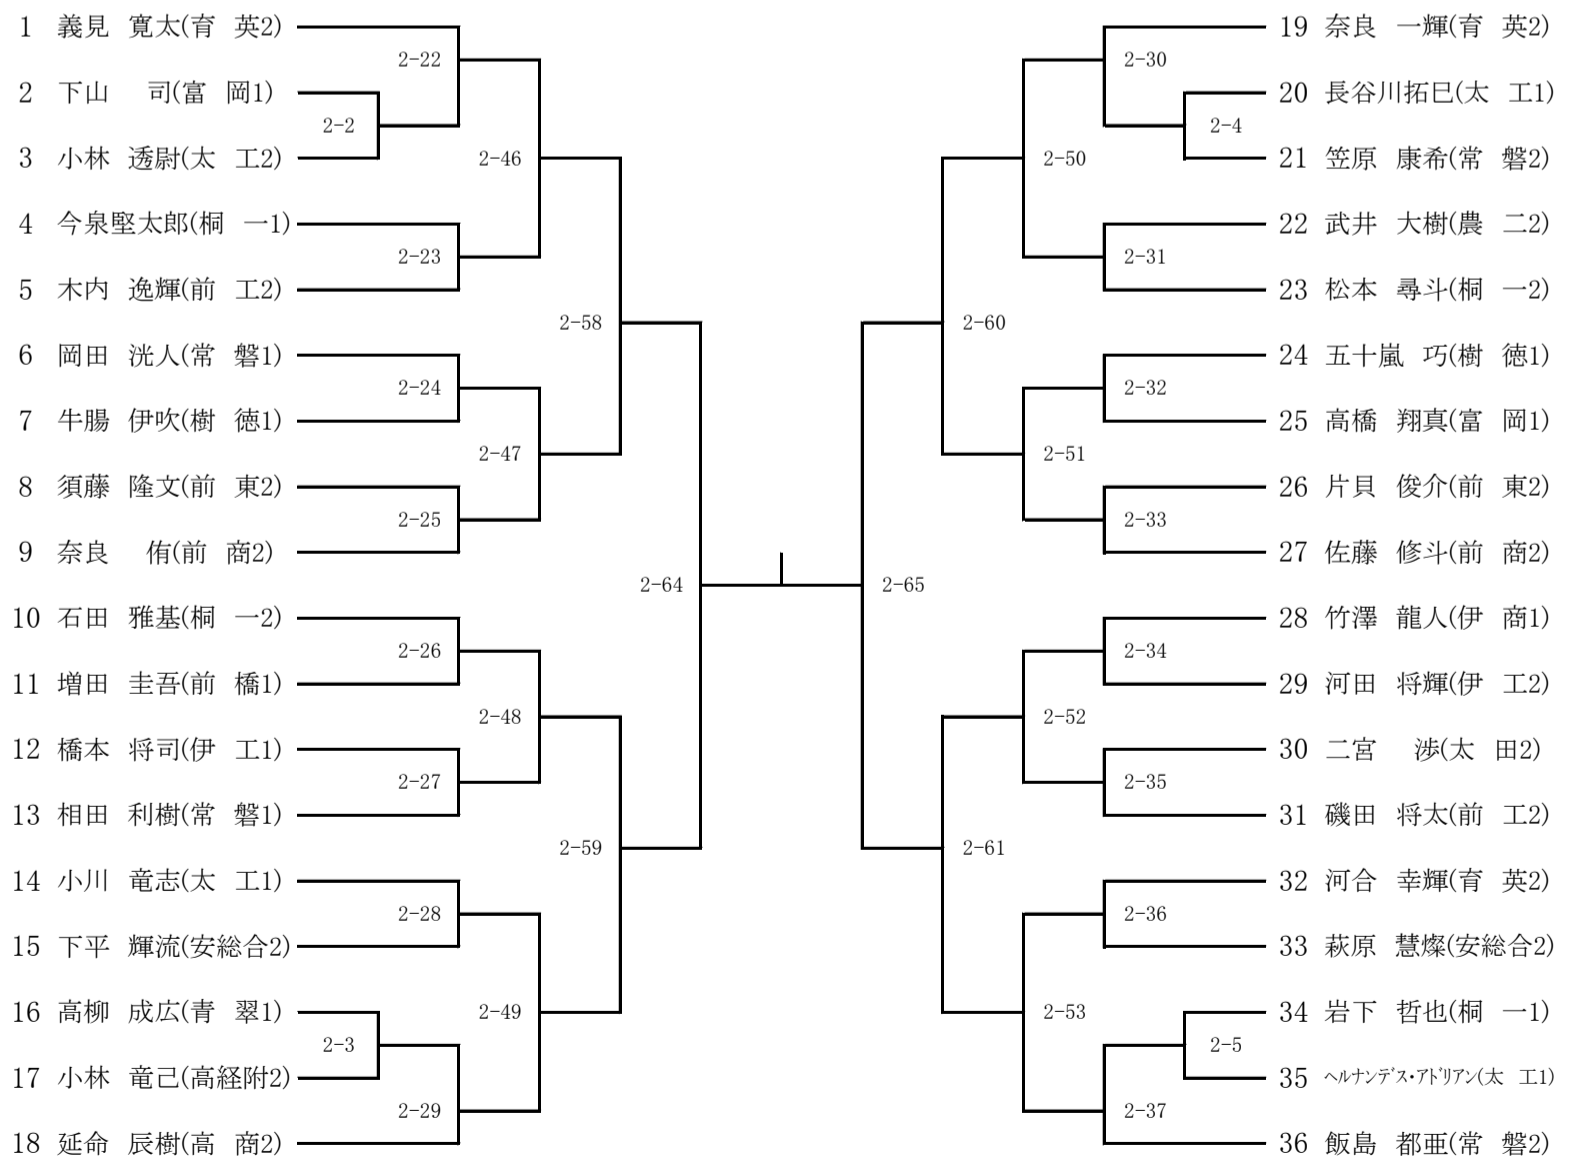 1 義見 寛太(育 英2)
2-22
2 下山 司(富 岡1)
2-2
3 小林 透尉(太 工2)
2-46
4 今泉堅太郎(桐 一1)
2-23
5 木内 逸輝(前 工2)
2-58
6 岡田 洸人(常 磐1)
2-24
7 牛腸 伊吹(樹 徳1)
2-47
8 須藤 隆文(前 東2)
2-25
9 奈良 侑(前 商2)
2-64
10 石田 雅基(桐 一2)
2-26
11 増田 圭吾(前 橋1)
2-48
12 橋本 将司(伊 工1)
2-27
13 相田 利樹(常 磐1)
2-59
14 小川 竜志(太 工1)
2-28
15 下平 輝流(安総合2)
16 高柳 成広(青 翠1)
2-49
2-3
17 小林 竜己(高経附2)
2-29
18 延命 辰樹(高 商2)
19 奈良 一輝(育 英2)
2-30
20 長谷川拓巳(太 工1)
2-4
21 笠原 康希(常 磐2)
2-50
22 武井 大樹(農 二2)
2-31
23 松本 尋斗(桐 一2)
2-60
24 五十嵐 巧(樹 徳1)
2-32
25 高橋 翔真(富 岡1)
2-51
26 片貝 俊介(前 東2)
2-33
27 佐藤 修斗(前 商2)
2-65
28 竹澤 龍人(伊 商1)
2-34
29 河田 将輝(伊 工2)
2-52
30 二宮 渉(太 田2)
2-35
31 磯田 将太(前 工2)
2-61
32 河合 幸輝(育 英2)
2-36
33 萩原 慧燦(安総合2)
34 岩下 哲也(桐 一1)
2-53
2-5
35 ヘルナンデス・アドリアン(太 工1)
2-37
36 飯島 都亜(常 磐2)